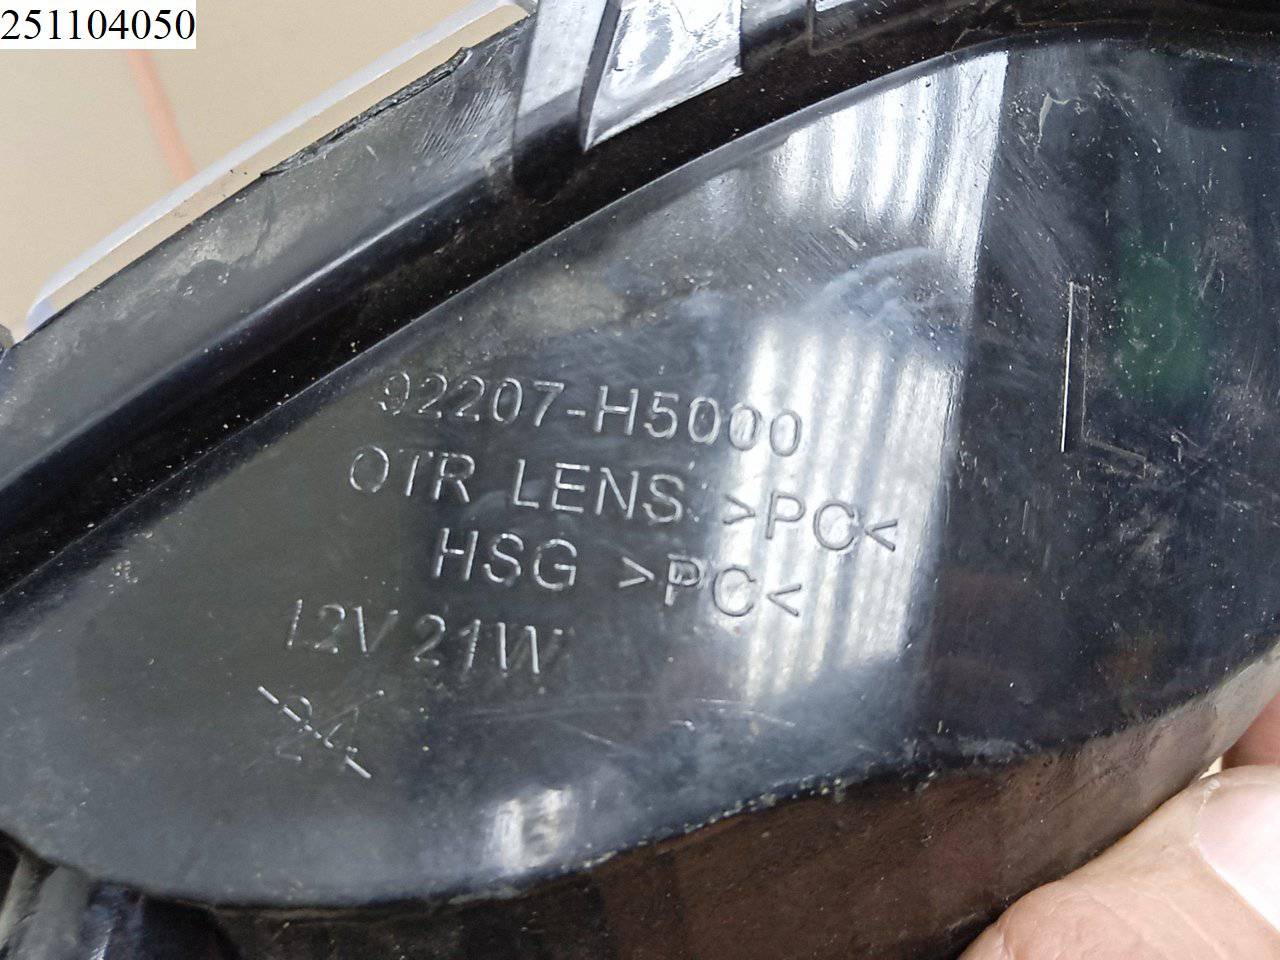 251104050
92207-H5000
L
OTR LENS >PC<
HSG >PC<
12V 21W
24